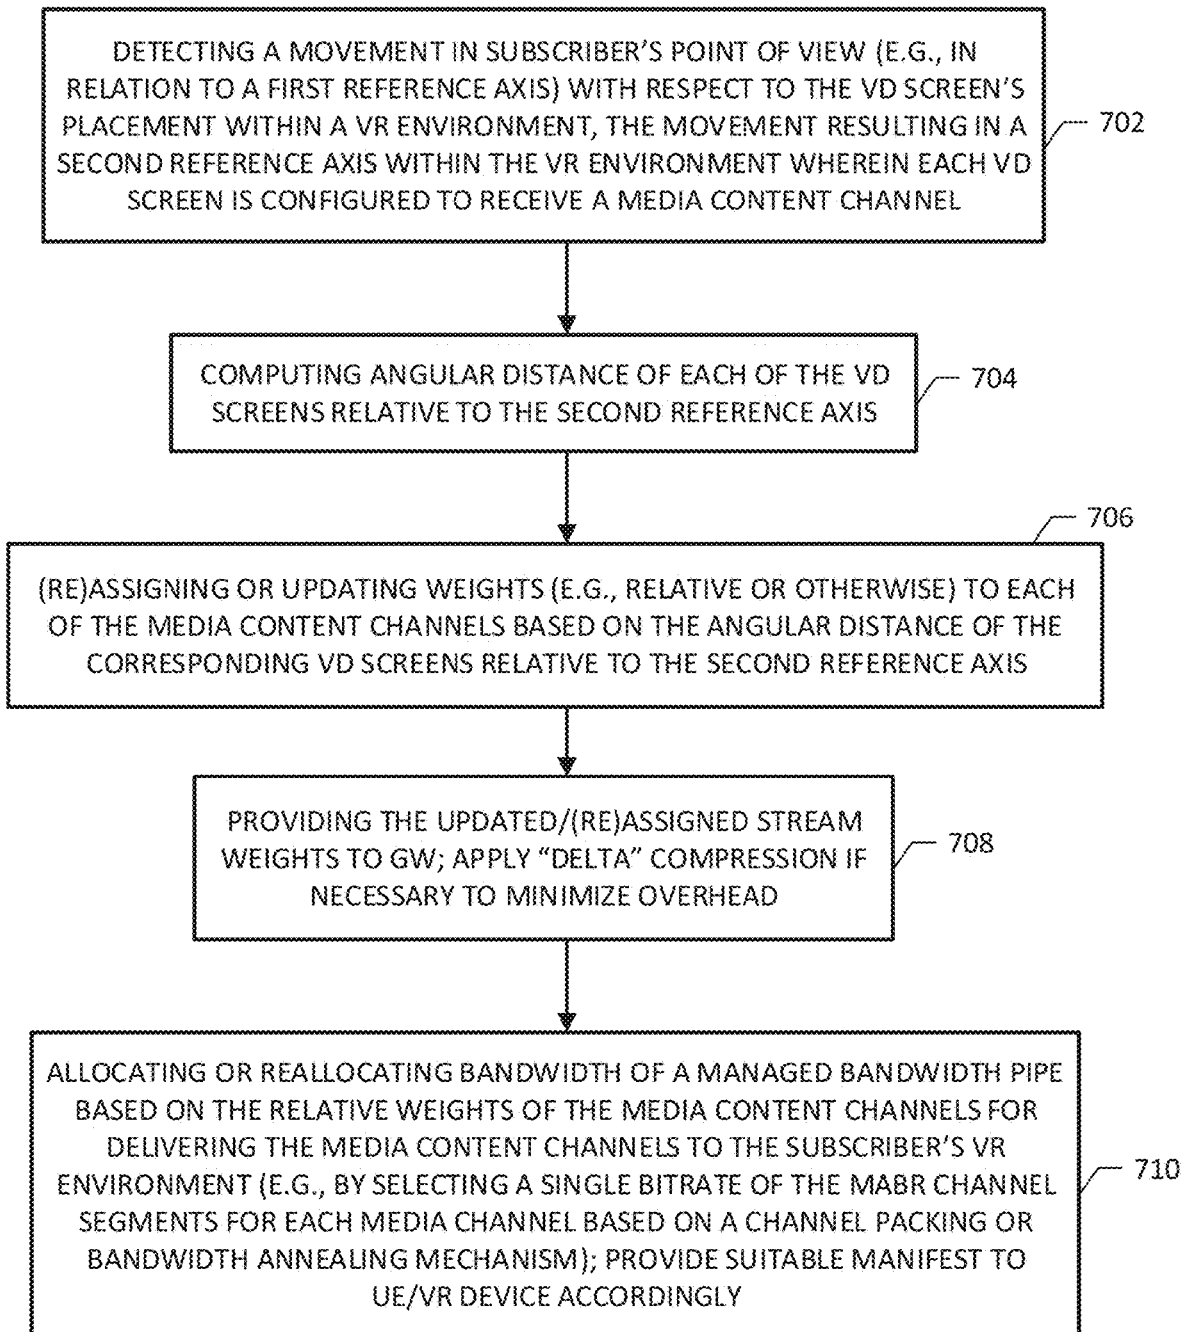 DETECTING A MOVEMENT IN SUBSCRIBER'S POINT OF VIEW (E.G., IN
RELATION TO A FIRST REFERENCE AXIS) WITH RESPECT TO THE VD SCREEN'S
PLACEMENT WITHIN A VR ENVIRONMENT, THE MOVEMENT RESULTING IN A
SECOND REFERENCE AXIS WITHIN THE VR ENVIRONMENT WHEREIN EACH VD
SCREEN IS CONFIGURED TO RECEIVE A MEDIA CONTENT CHANNEL
702
COMPUTING ANGULAR DISTANCE OF EACH OF THE VD
SCREENS RELATIVE TO THE SECOND REFERENCE AXIS
704
706
(RE)ASSIGNING OR UPDATING WEIGHTS (E.G., RELATIVE OR OTHERWISE) TO EACH
OF THE MEDIA CONTENT CHANNELS BASED ON THE ANGULAR DISTANCE OF THE
CORRESPONDING VD SCREENS RELATIVE TO THE SECOND REFERENCE AXIS
PROVIDING THE UPDATED/(RE)ASSIGNED STREAM
WEIGHTS TO GW; APPLY “DELTA” COMPRESSION IF
NECESSARY TO MINIMIZE OVERHEAD
708
ALLOCATING OR REALLOCATING BANDWIDTH OF A MANAGED BANDWIDTH PIPE
BASED ON THE RELATIVE WEIGHTS OF THE MEDIA CONTENT CHANNELS FOR
DELIVERING THE MEDIA CONTENT CHANNELS TO THE SUBSCRIBER'S VR
ENVIRONMENT (E.G., BY SELECTING A SINGLE BITRATE OF THE MABR CHANNEL
SEGMENTS FOR EACH MEDIA CHANNEL BASED ON A CHANNEL PACKING OR
BANDWIDTH ANNEALING MECHANISM); PROVIDE SUITABLE MANIFEST TO
UE/VR DEVICE ACCORDINGLY
710